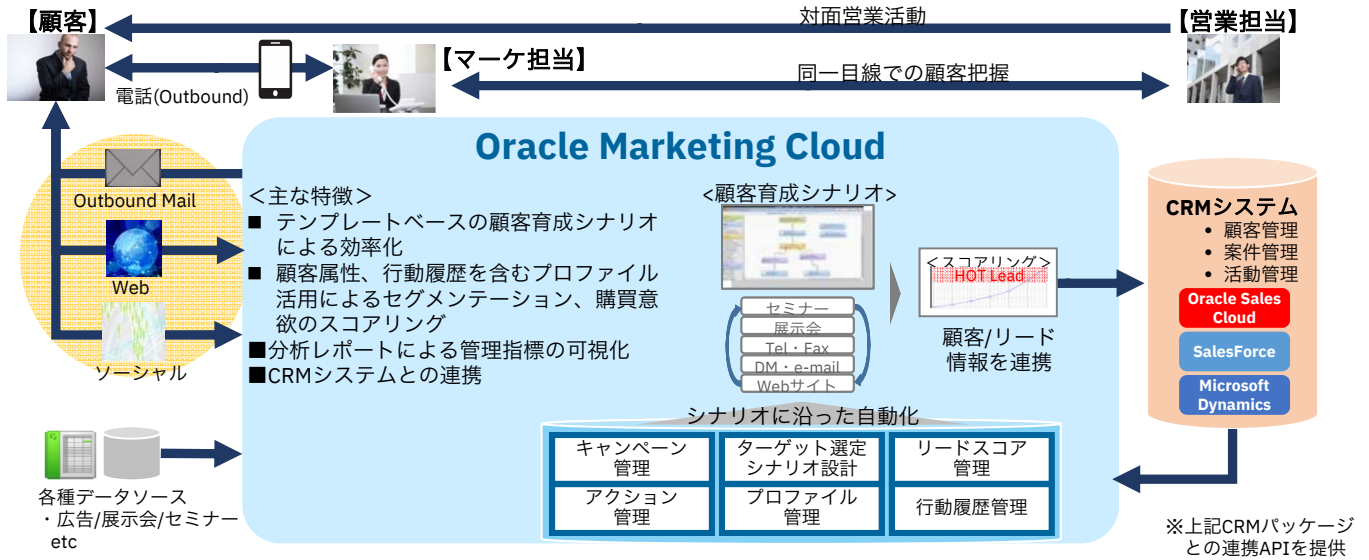 対面営業活動
【顧客】
【営業担当】
【マーケ担当】
同一目線での顧客把握
電話(Outbound)
Oracle Marketing Cloud
Outbound Mail
Web
ソーシャル
＜主な特徴＞
■ テンプレートベースの顧客育成シナリオ
による効率化
■ 顧客属性、行動履歴を含むプロファイル
活用によるセグメンテーション、購買意
欲のスコアリング
■分析レポートによる管理指標の可視化
■CRMシステムとの連携
<顧客育成シナリオ>
セミナー
展示会
Tel・Fax
DM・e-mail
Webサイト
＜スコアリング＞
HOT Lead
顧客/リード
情報を連携
CRMシステム
• 顧客管理
• 案件管理
• 活動管理
Oracle Sales
Cloud
SalesForce
Microsoft
Dynamics
シナリオに沿った自動化
キャンペーン
管理
ターゲット選定
シナリオ設計
リードスコア
管理
アクション
管理
プロファイル
管理
行動履歴管理
各種データソース
・広告/展示会/セミナー
etc
※上記CRMパッケージ
との連携APIを提供